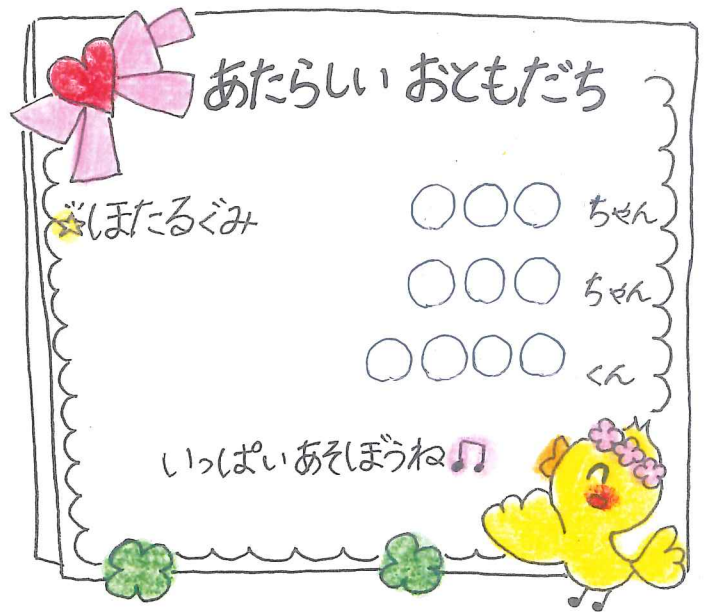 あたらしい おともだち
☆ほたるぐみ ○○○ ちゃん
○○○ ちゃん
○○○○ くん
いっぱい あそぼうね♫